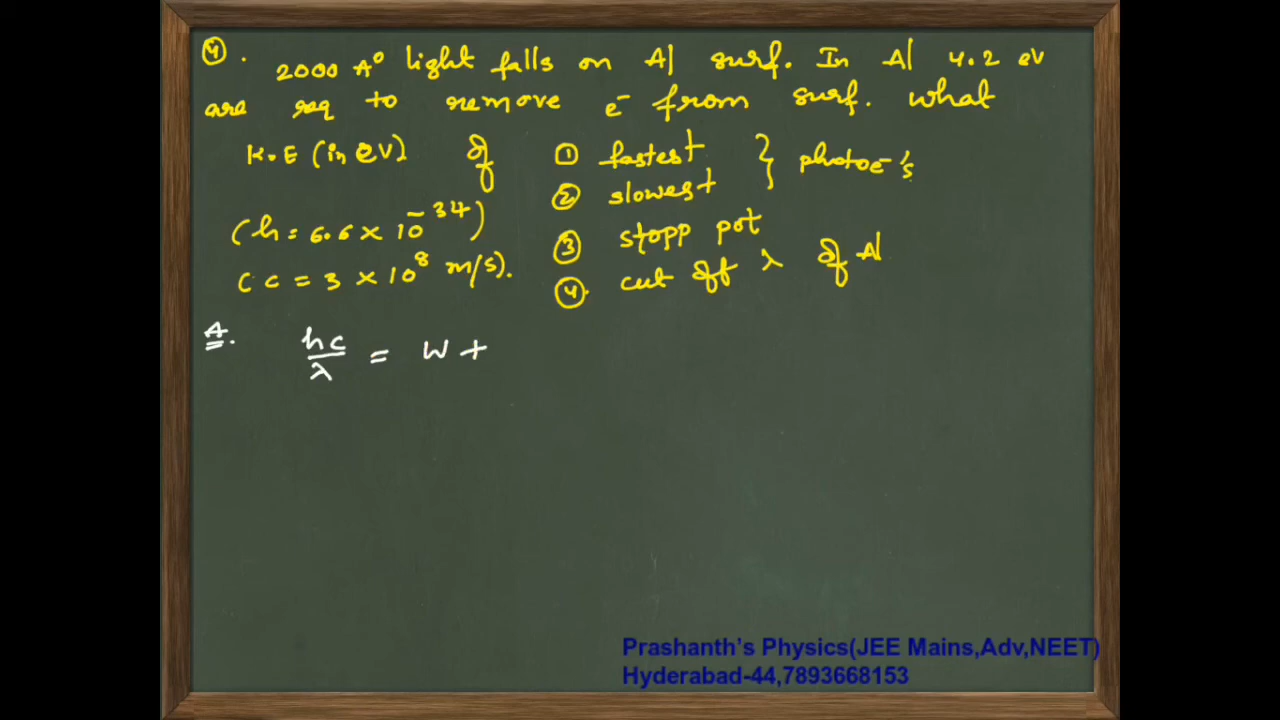 ④. 2000 A° light falls on Al surf. In Al 4.2 eV
are req to remove e⁻ from surf. what
K.E (in eV) of ① fastest } photoe⁻'s
② slowest
(h = 6.6 × 10⁻³⁴) ③ stopp pot
(c = 3 × 10⁸ m/s). ④. cut off λ of Al
A. hc/λ = W +
Prashanth's Physics(JEE Mains,Adv,NEET)
Hyderabad-44,7893668153